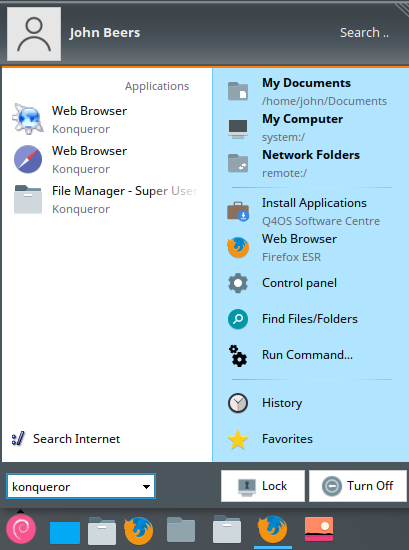 John Beers
Search ..
Applications
Web Browser
Konqueror
Web Browser
Konqueror
File Manager - Super User
Konqueror
Search Internet
My Documents
/home/john/Documents
My Computer
system:/
Network Folders
remote:/
Install Applications
Q4OS Software Centre
Web Browser
Firefox ESR
Control panel
Find Files/Folders
Run Command...
History
Favorites
konqueror
Lock
Turn Off